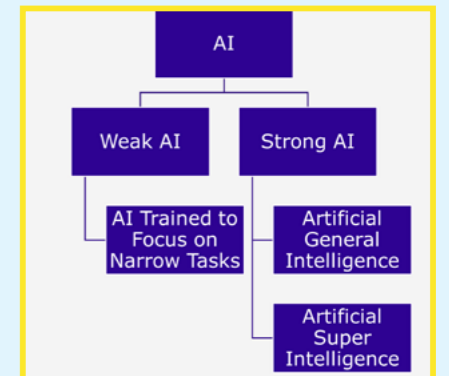 AI
Weak AI
Strong AI
AI Trained to
Focus on
Narrow Tasks
Artificial
General
Intelligence
Artificial
Super
Intelligence